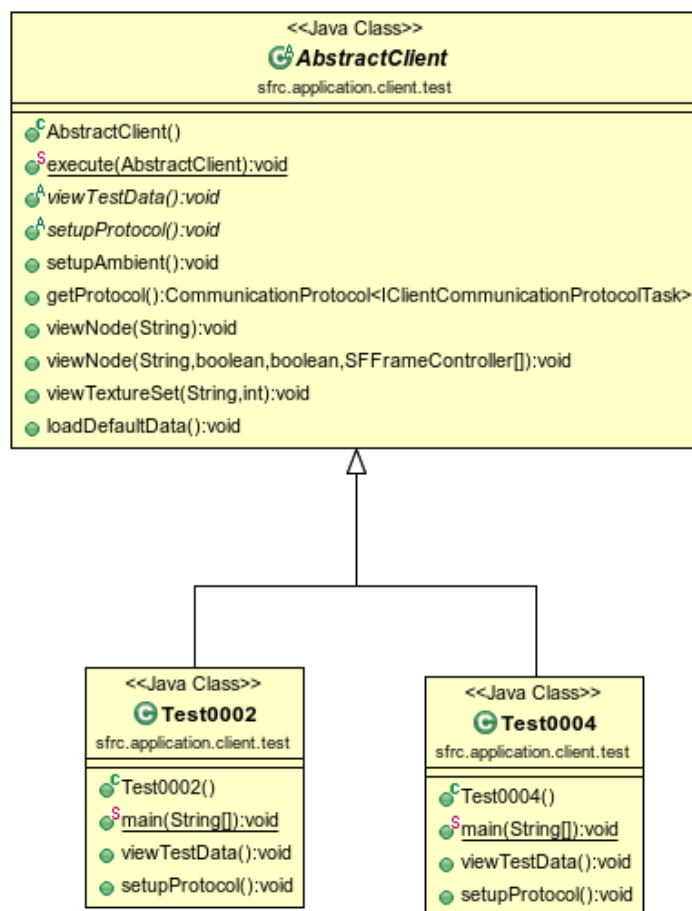 <<Java Class>>
AbstractClient
sfrc.application.client.test
AbstractClient()
execute(AbstractClient):void
viewTestData():void
setupProtocol():void
setupAmbient():void
getProtocol():CommunicationProtocol<IClientCommunicationProtocolTask>
viewNode(String):void
viewNode(String,boolean,boolean,SFFrameController[]):void
viewTextureSet(String,int):void
loadDefaultData():void
<<Java Class>>
Test0002
sfrc.application.client.test
Test0002()
main(String[]):void
viewTestData():void
setupProtocol():void
<<Java Class>>
Test0004
sfrc.application.client.test
Test0004()
main(String[]):void
viewTestData():void
setupProtocol():void